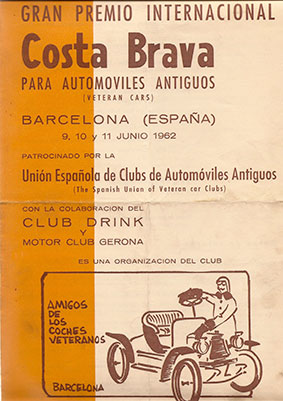 GRAN PREMIO INTERNACIONAL
Costa Brava
PARA AUTOMOVILES ANTIGUOS
(VETERAN CARS)
BARCELONA (ESPAÑA)
9, 10 y 11 JUNIO 1962
PATROCINADO POR LA
Unión Española de Clubs de Automóviles Antiguos
(The Spanish Union of Veteran car Clubs)
CON LA COLABORACION DEL
CLUB DRINK
Y
MOTOR CLUB GERONA
ES UNA ORGANIZACION DEL CLUB
AMIGOS
DE
LOS
COCHES
VETERANOS
BARCELONA